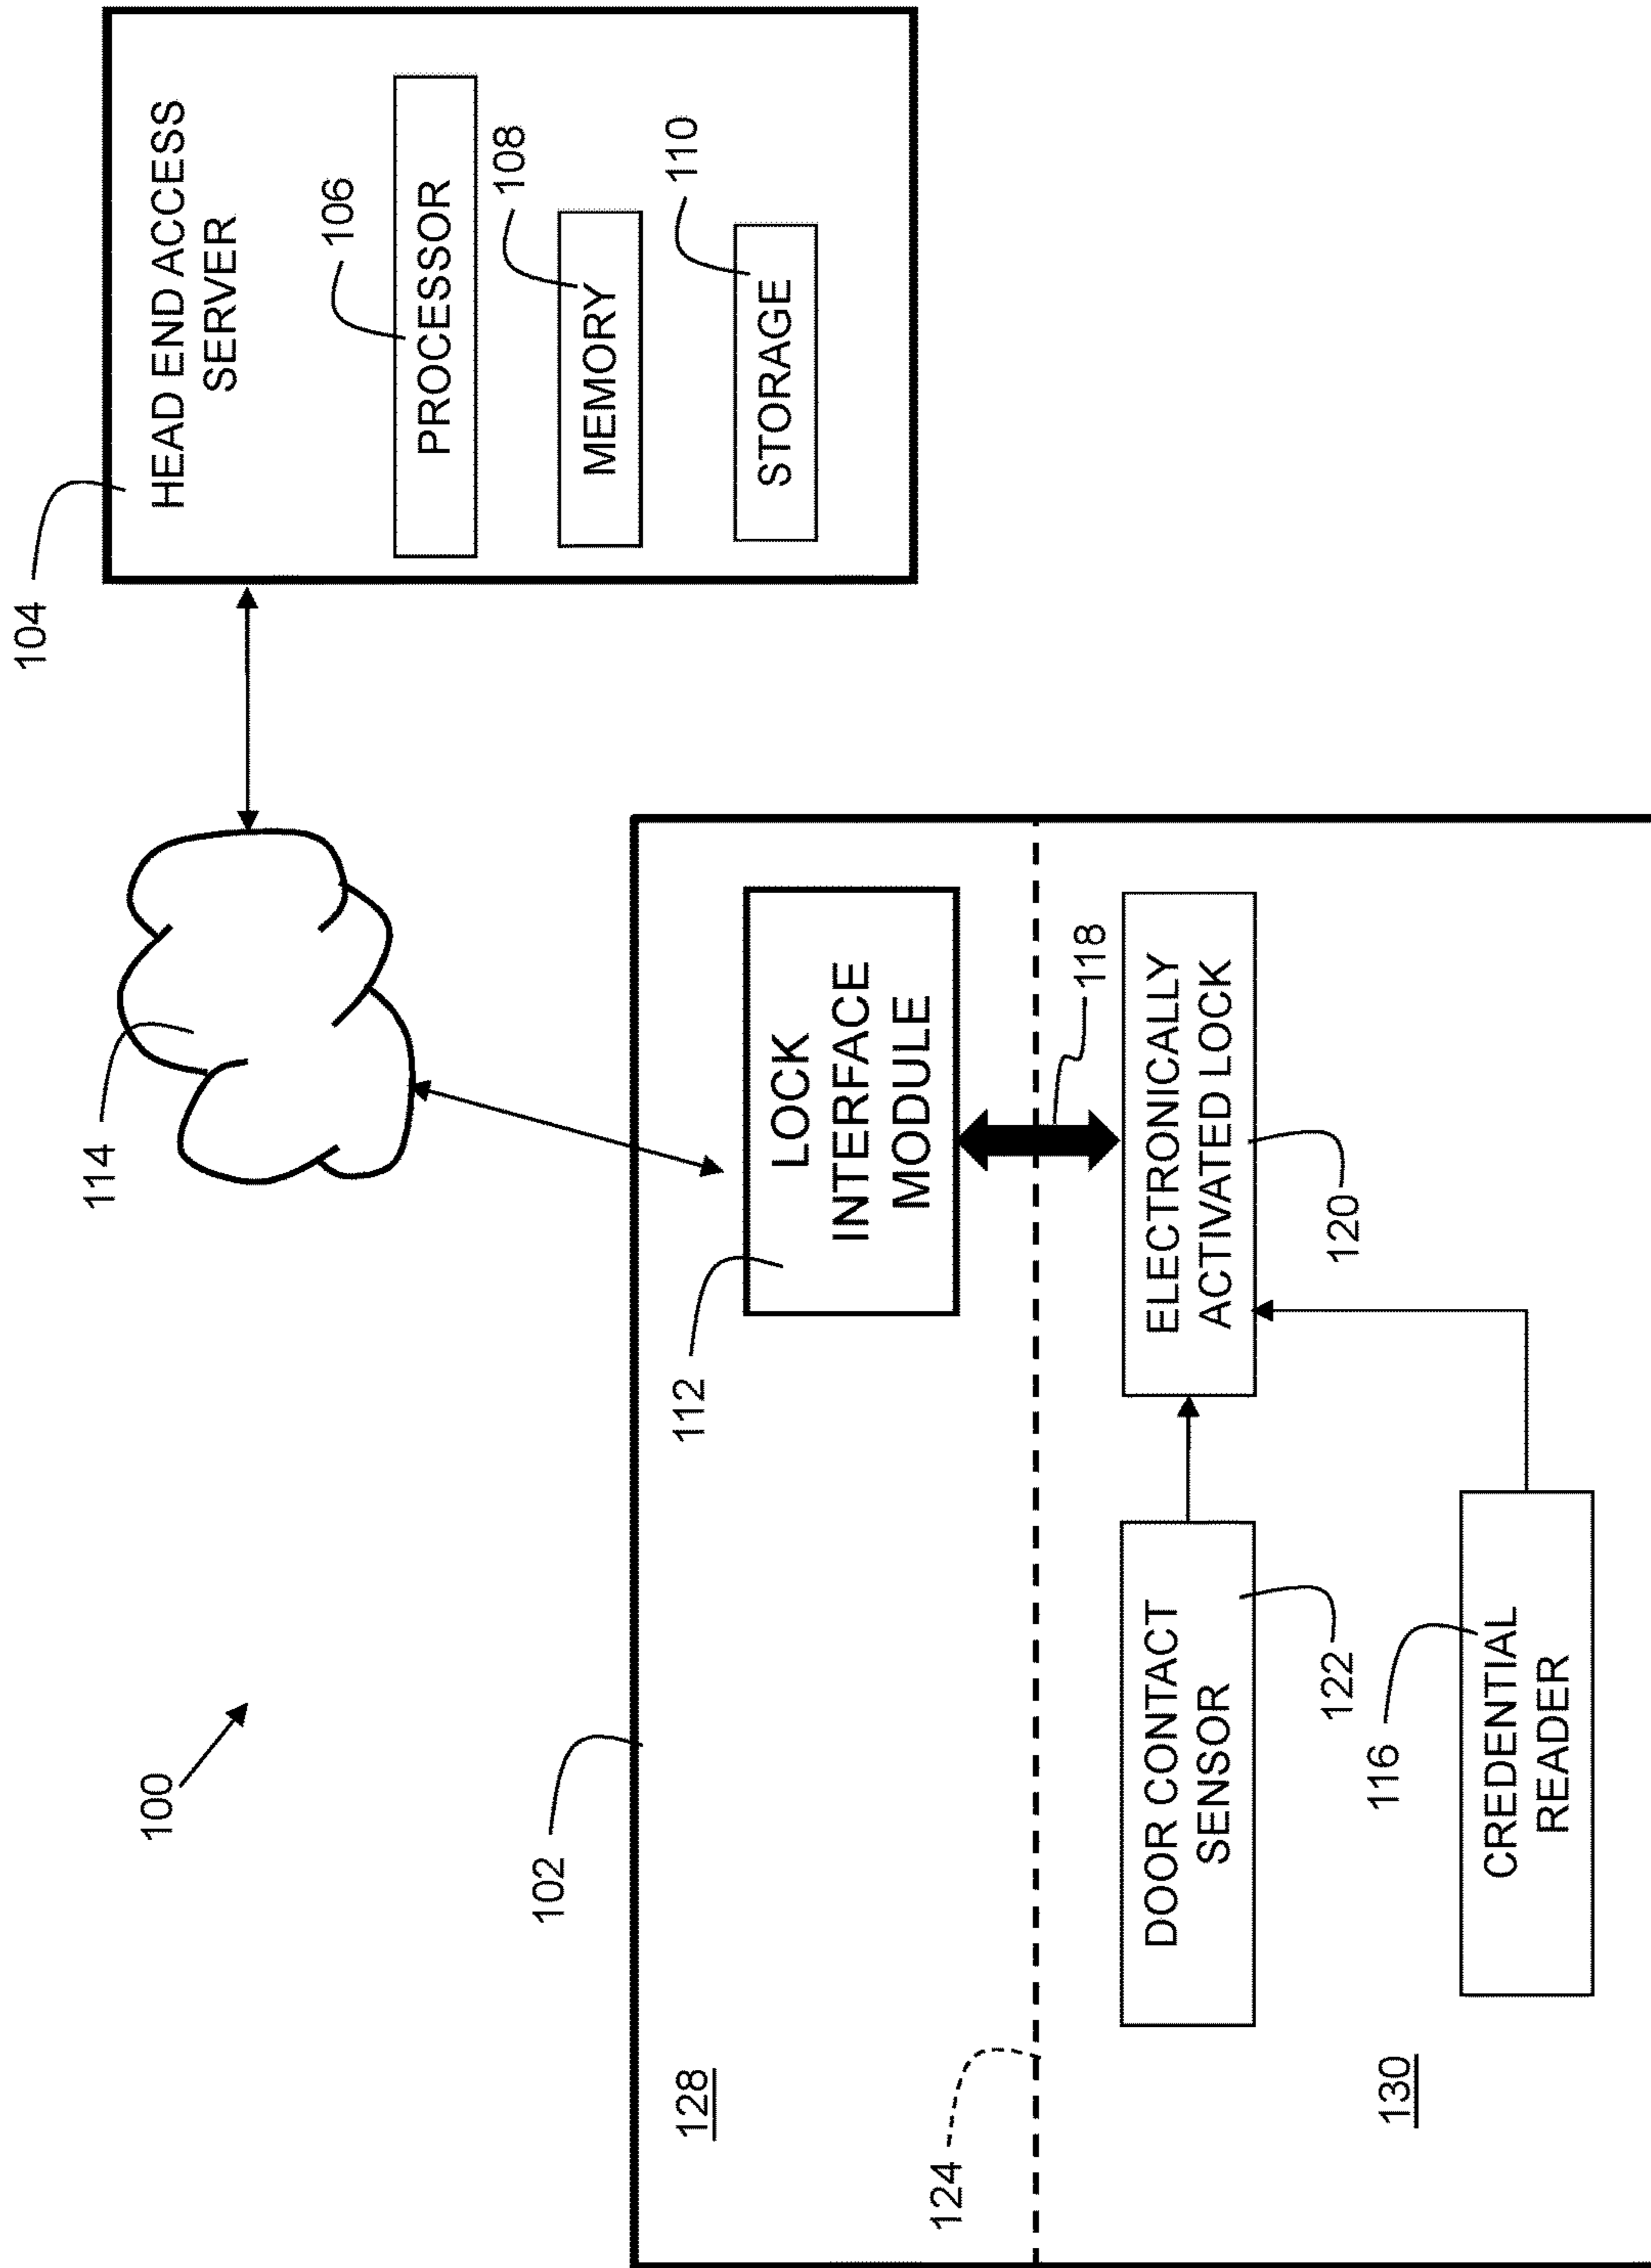 100
104
HEAD END ACCESS
SERVER
106
PROCESSOR
108
MEMORY
110
STORAGE
114
102
128
112
LOCK
INTERFACE
MODULE
124
118
130
DOOR CONTACT
SENSOR
122
ELECTRONICALLY
ACTIVATED LOCK
120
116
CREDENTIAL
READER